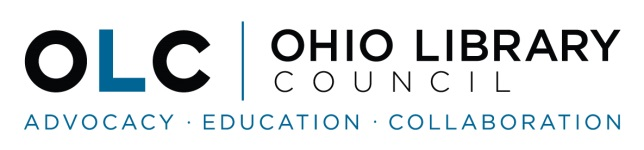 OLC
OHIO LIBRARY
COUNCIL
ADVOCACY · EDUCATION · COLLABORATION